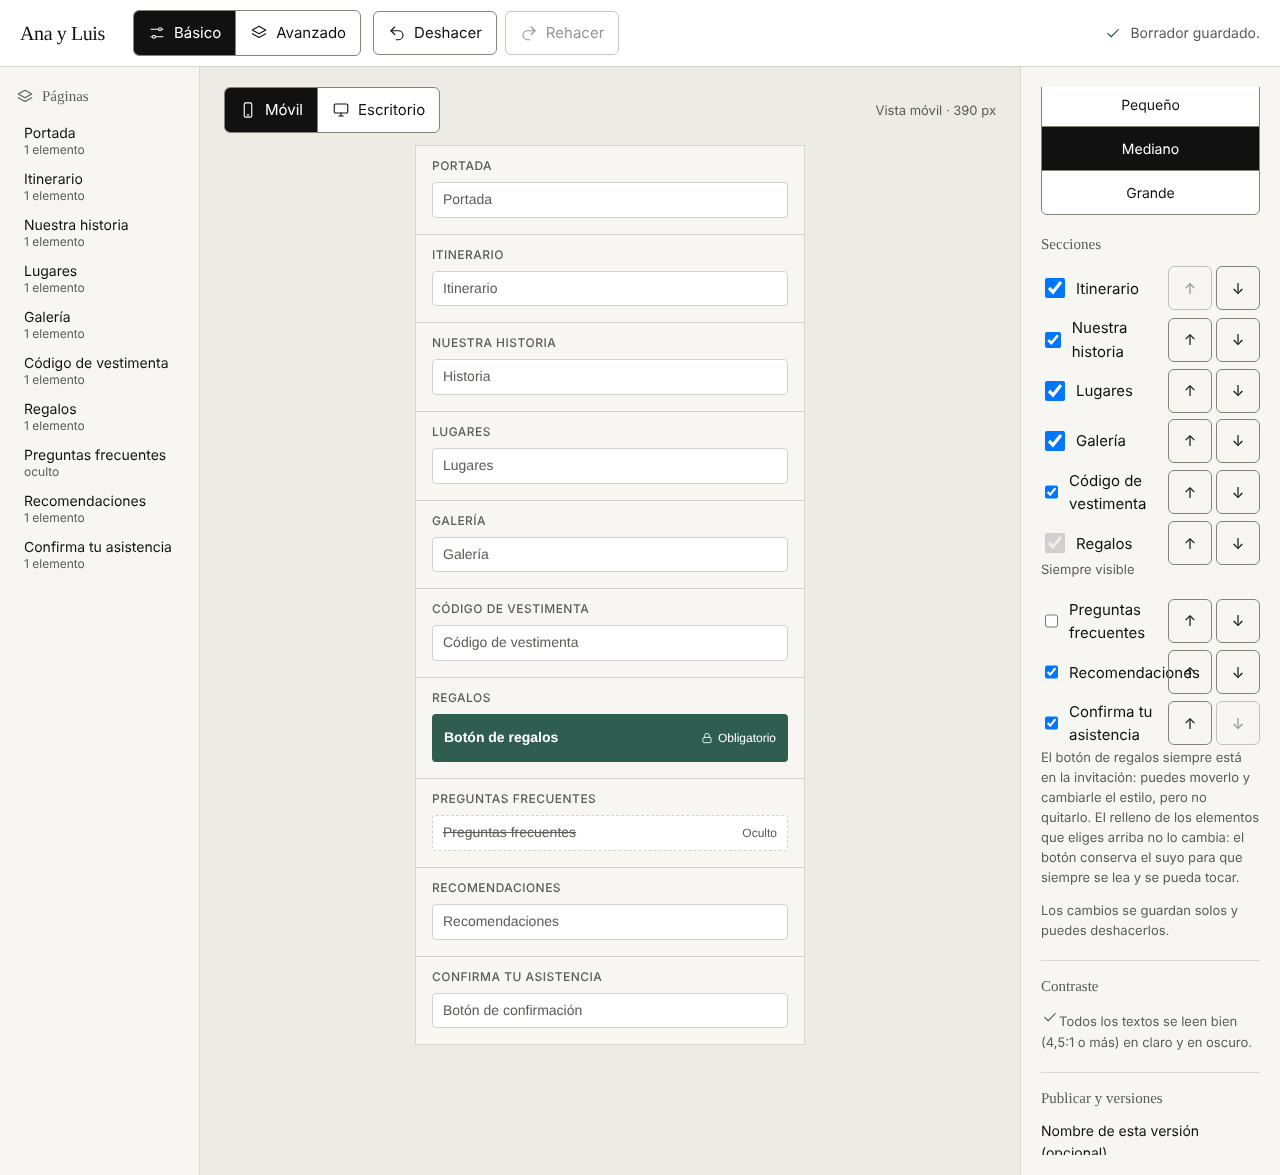 Ana y Luis
Básico
Avanzado
Deshacer
Rehacer
Borrador guardado.
Páginas
Portada
1 elemento
Itinerario
1 elemento
Nuestra historia
1 elemento
Lugares
1 elemento
Galería
1 elemento
Código de vestimenta
1 elemento
Regalos
1 elemento
Preguntas frecuentes
oculto
Recomendaciones
1 elemento
Confirma tu asistencia
1 elemento
Móvil
Escritorio
Vista móvil · 390 px
PORTADA
Portada
ITINERARIO
Itinerario
NUESTRA HISTORIA
Historia
LUGARES
Lugares
GALERÍA
Galería
CÓDIGO DE VESTIMENTA
Código de vestimenta
REGALOS
Botón de regalos
Obligatorio
PREGUNTAS FRECUENTES
Preguntas frecuentes
Oculto
RECOMENDACIONES
Recomendaciones
CONFIRMA TU ASISTENCIA
Botón de confirmación
Pequeño
Mediano
Grande
Secciones
Itinerario
Nuestra
historia
Lugares
Galería
Código de
vestimenta
Regalos
Siempre visible
Preguntas
frecuentes
Recomendaciones
Confirma tu
asistencia
El botón de regalos siempre está
en la invitación: puedes moverlo y
cambiarle el estilo, pero no
quitarlo. El relleno de los elementos
que eliges arriba no lo cambia: el
botón conserva el suyo para que
siempre se lea y se pueda tocar.
Los cambios se guardan solos y
puedes deshacerlos.
Contraste
Todos los textos se leen bien
(4,5:1 o más) en claro y en oscuro.
Publicar y versiones
Nombre de esta versión
(opcional)